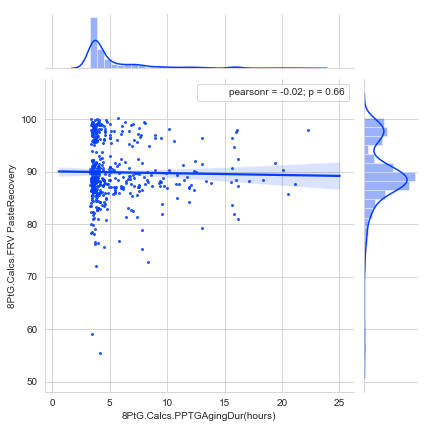 pearsonr = -0.02; p = 0.66
100
90
80
70
60
50
8PtG.Calcs.FRV PasteRecovery
0 5 10 15 20 25
8PtG.Calcs.PPTGAgingDur(hours)